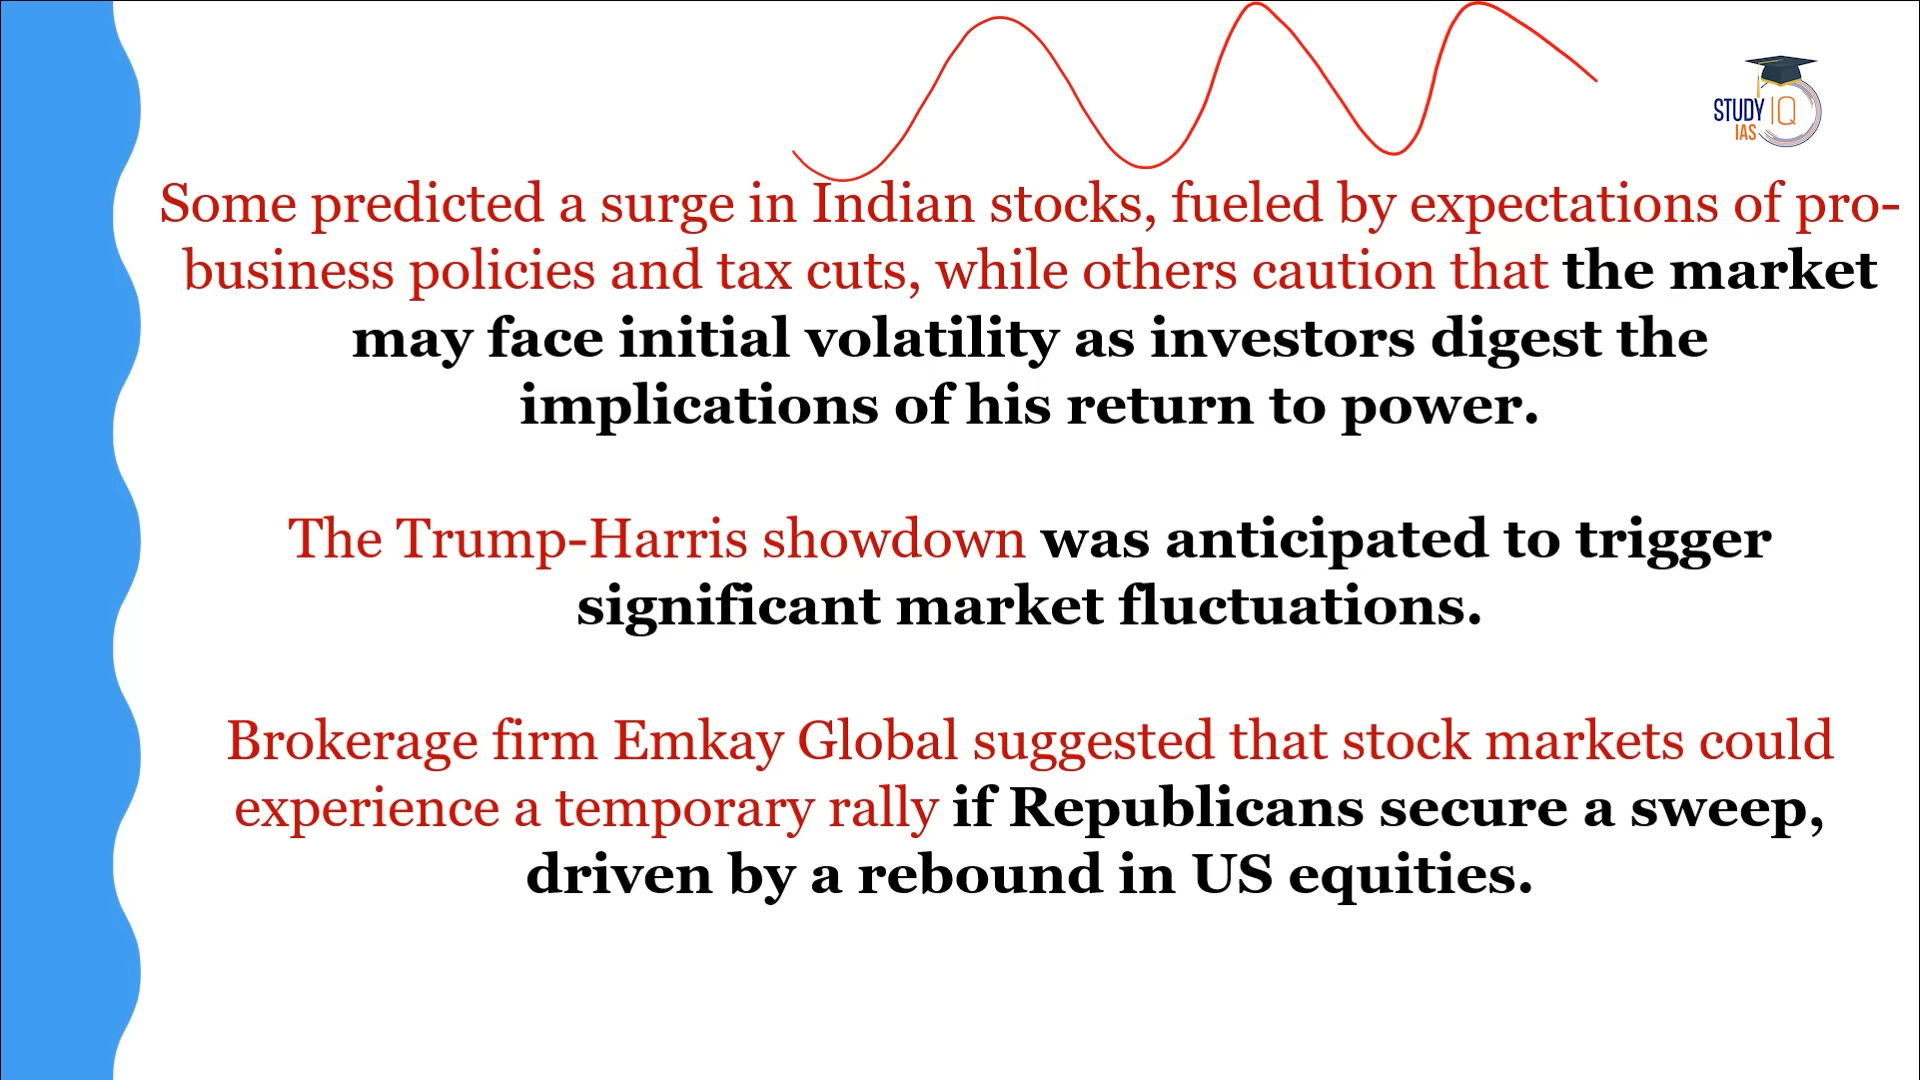 STUDY IQ
IAS
Some predicted a surge in Indian stocks, fueled by expectations of pro-
business policies and tax cuts, while others caution that the market
may face initial volatility as investors digest the
implications of his return to power.
The Trump-Harris showdown was anticipated to trigger
significant market fluctuations.
Brokerage firm Emkay Global suggested that stock markets could
experience a temporary rally if Republicans secure a sweep,
driven by a rebound in US equities.